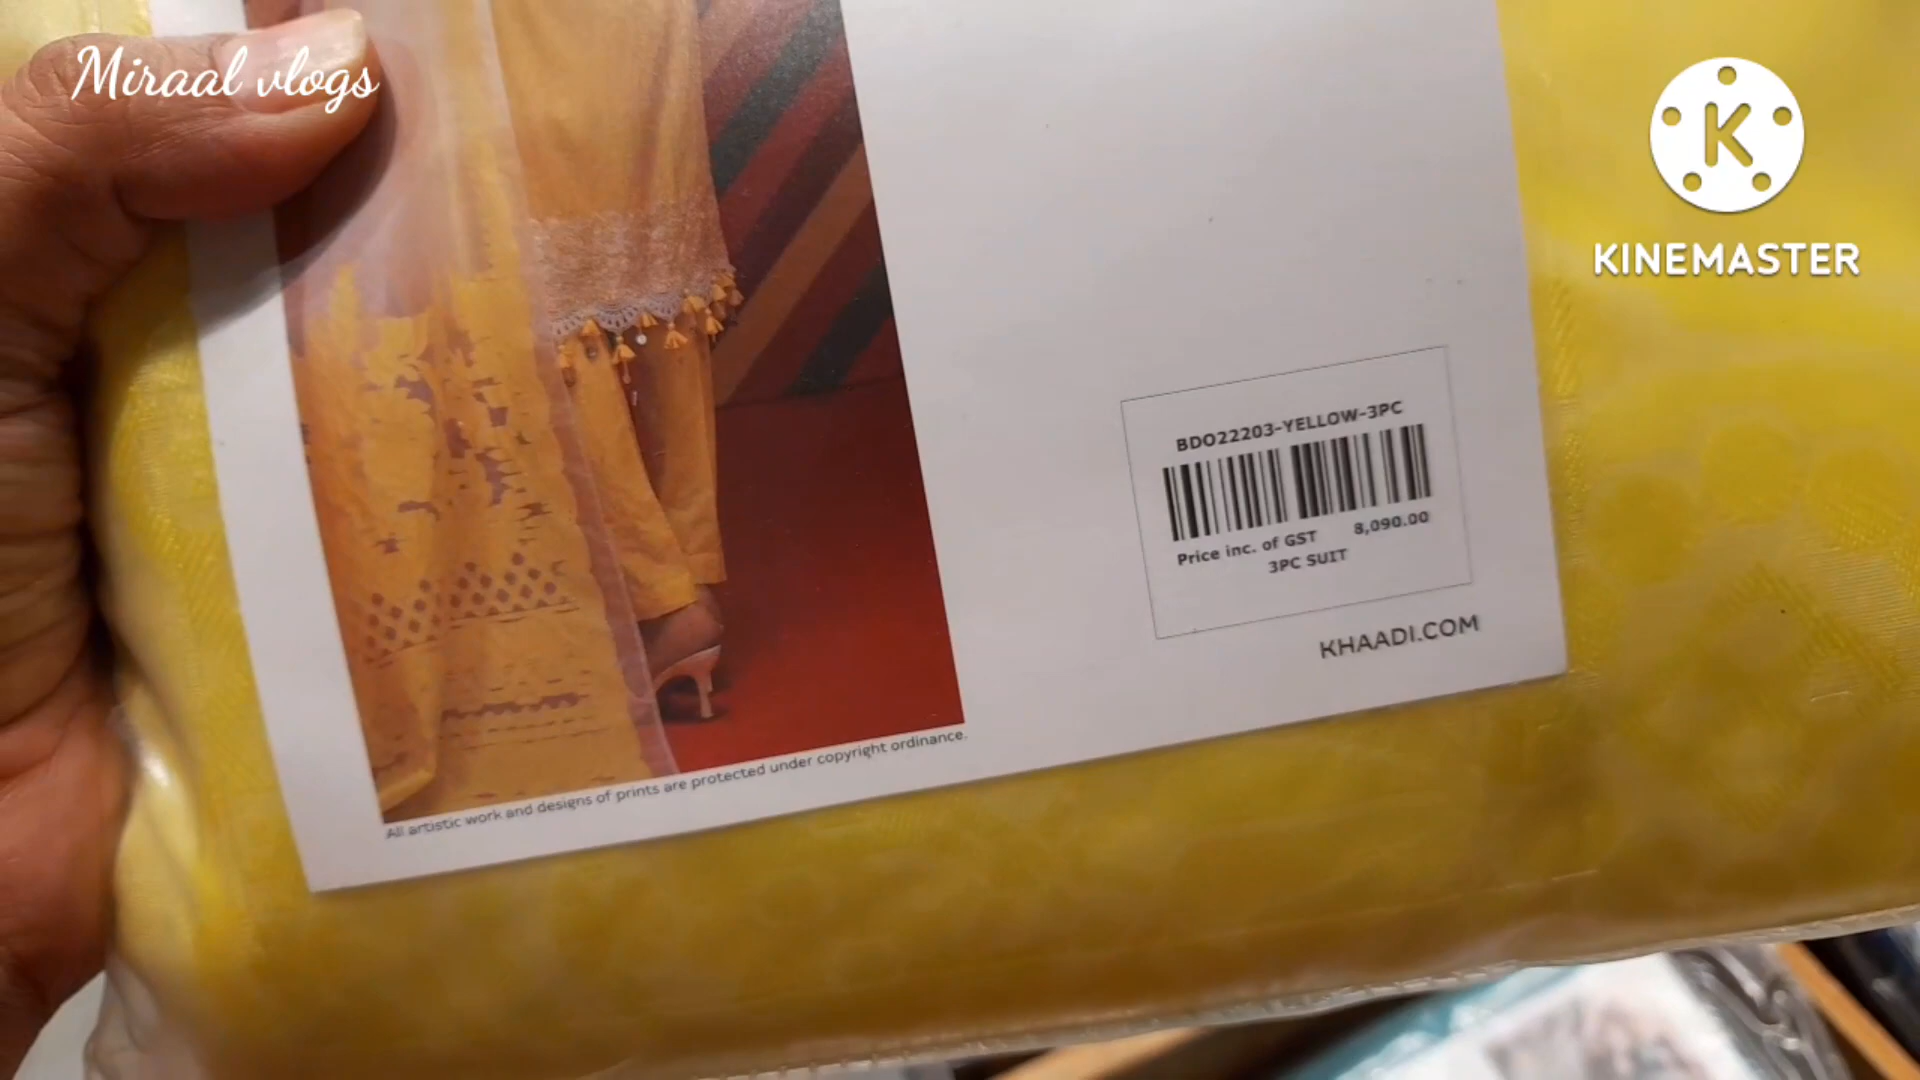 Miraal vlogs
K
KINEMASTER
BDO22203-YELLOW-3PC
Price inc. of GST 8,090.00
3PC SUIT
KHAADI.COM
All artistic work and designs of prints are protected under copyright ordinance.